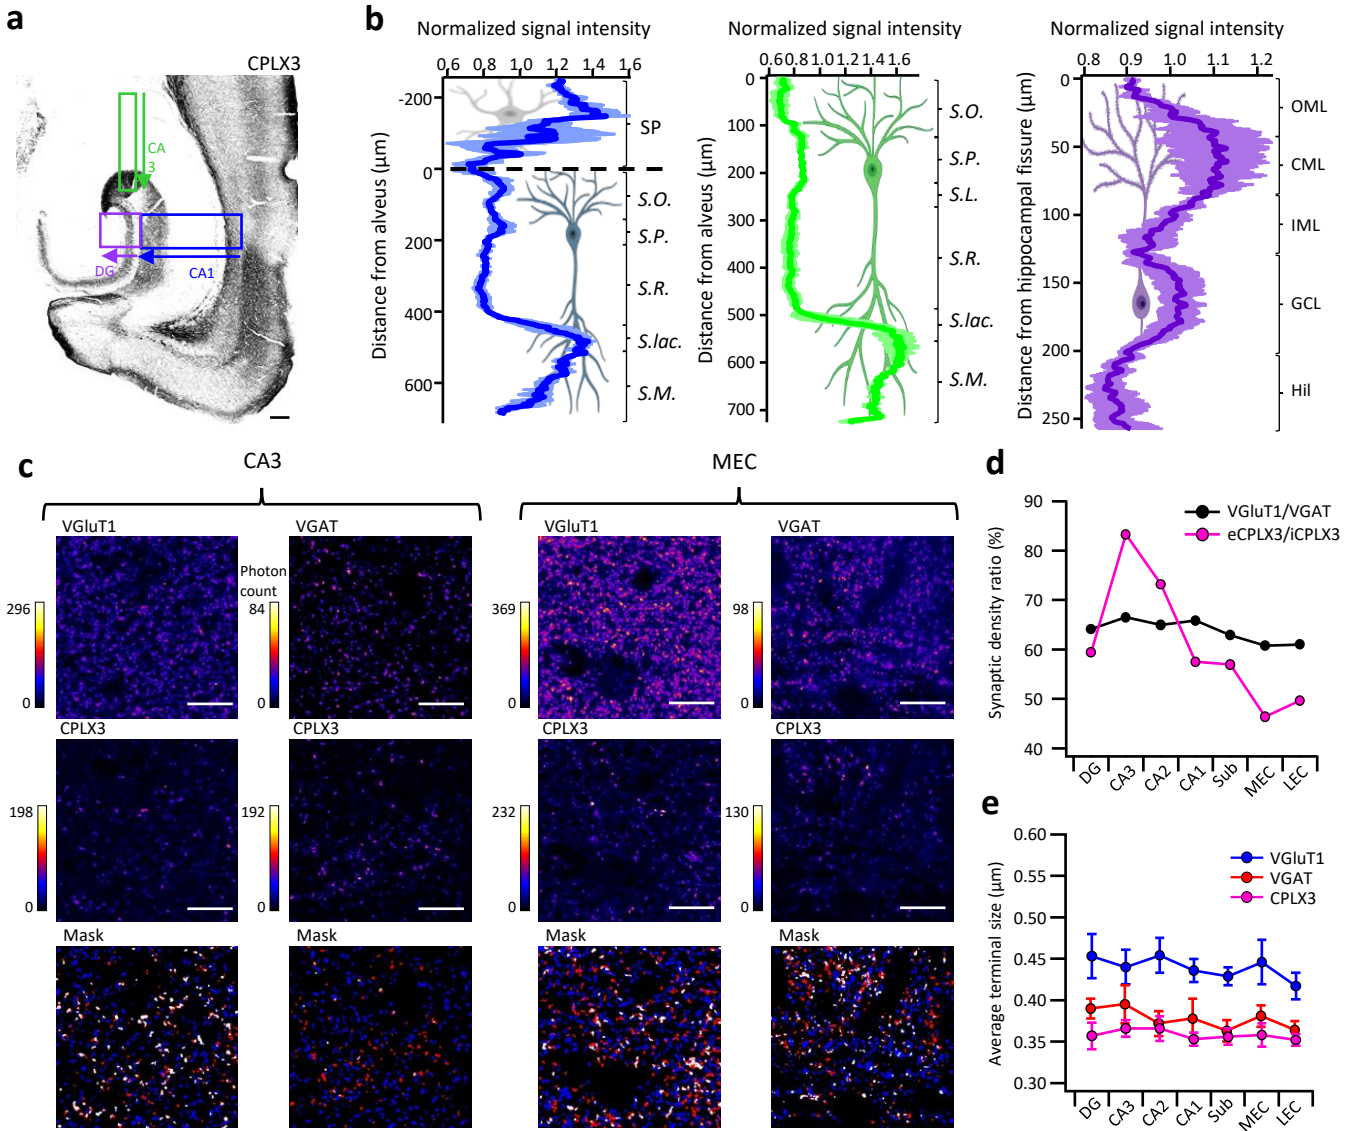 a
CPLX3
CA
3
DG
CA1
b
Normalized signal intensity
0.6 0.8 1.0 1.2 1.4 1.6
Distance from alveus (µm)
-200
0
200
400
600
SP
S.O.
S.P.
S.R.
S.lac.
S.M.
Normalized signal intensity
0.6 0.8 1.0 1.2 1.4 1.6
Distance from alveus (µm)
0
100
200
300
400
500
600
700
S.O.
S.P.
S.L.
S.R.
S.lac.
S.M.
Normalized signal intensity
0.8 0.9 1.0 1.1 1.2
Distance from hippocampal fissure (µm)
0
50
100
150
200
250
OML
CML
IML
GCL
Hil
c
CA3
MEC
VGluT1
VGAT
VGluT1
VGAT
296
0
Photon
count
84
0
369
0
98
0
CPLX3
CPLX3
CPLX3
CPLX3
198
0
192
0
232
0
130
0
Mask
Mask
Mask
Mask
d
Synaptic density ratio (%)
90
80
70
60
50
40
VGluT1/VGAT
eCPLX3/iCPLX3
DG CA3 CA2 CA1 Sub MEC LEC
e
Average terminal size (µm)
0.60
0.55
0.50
0.45
0.40
0.35
0.30
VGluT1
VGAT
CPLX3
DG CA3 CA2 CA1 Sub MEC LEC